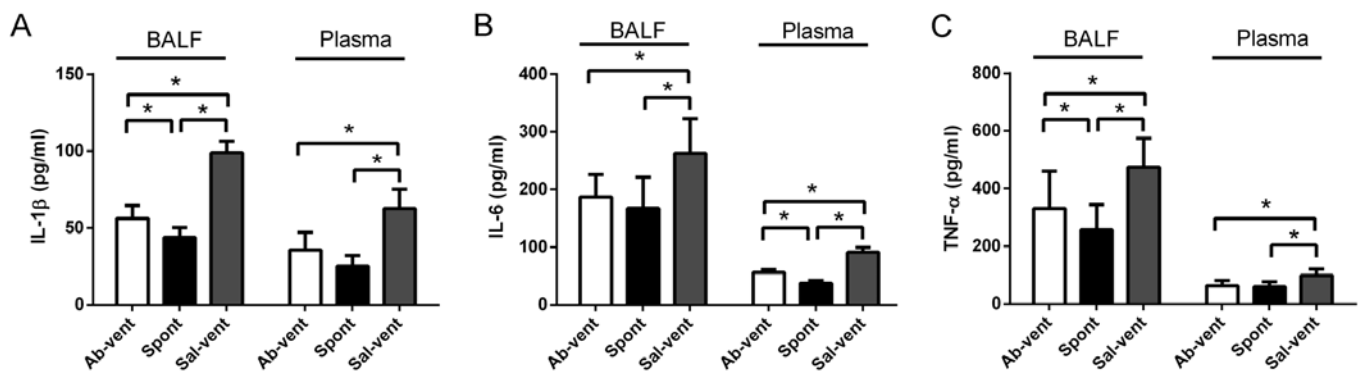 A
BALF Plasma
IL-1β (pg/ml)
150
100
50
0
* * *
* *
Ab-vent Spont Sal-vent Ab-vent Spont Sal-vent
B
BALF Plasma
IL-6 (pg/ml)
400
300
200
100
0
* *
* * *
Ab-vent Spont Sal-vent Ab-vent Spont Sal-vent
C
BALF Plasma
TNF-α (pg/ml)
800
600
400
200
0
* * *
* *
Ab-vent Spont Sal-vent Ab-vent Spont Sal-vent